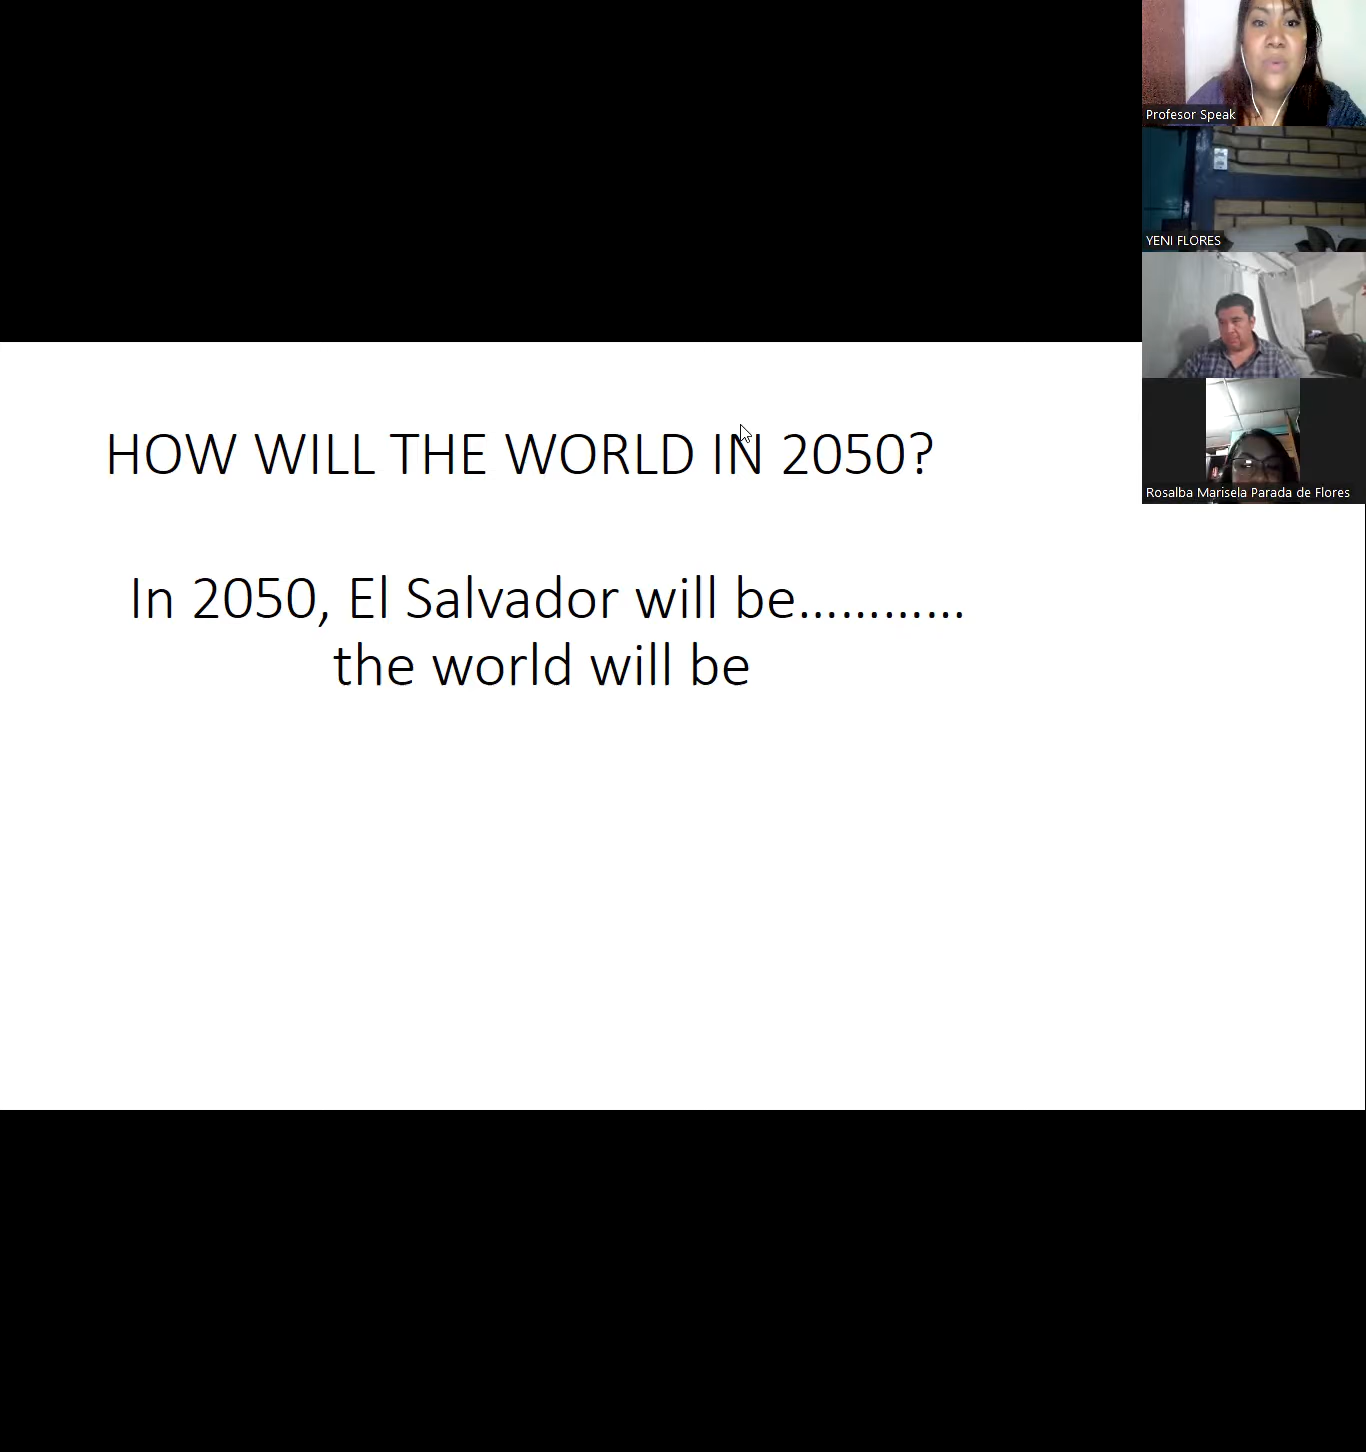 HOW WILL THE WORLD IN 2050?
In 2050, El Salvador will be............
the world will be
Profesor Speak
YENI FLORES
Rosalba Marisela Parada de Flores